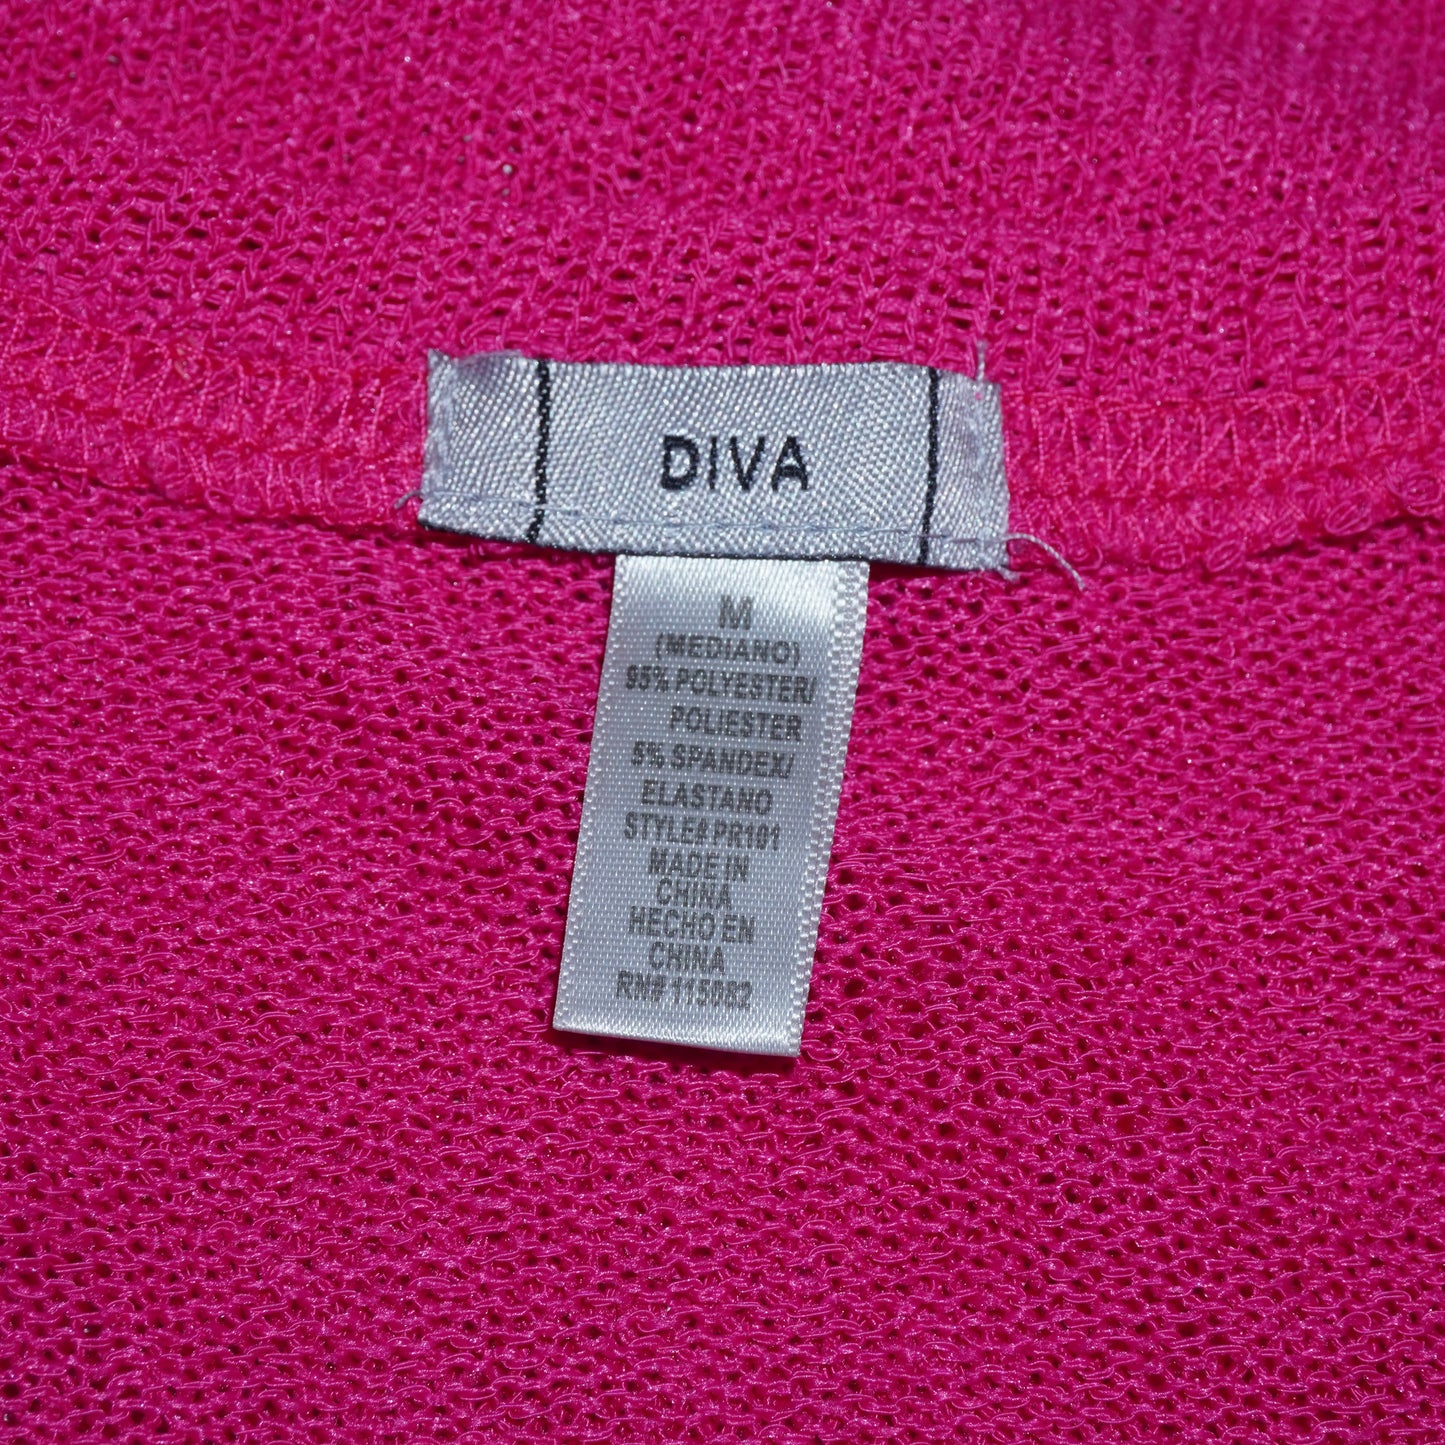 DIVA
M
(MEDIANO)
95% POLYESTER/
POLIESTER
5% SPANDEX/
ELASTANO
STYLE# PR101
MADE IN
CHINA
HECHO EN
CHINA
RN# 115082